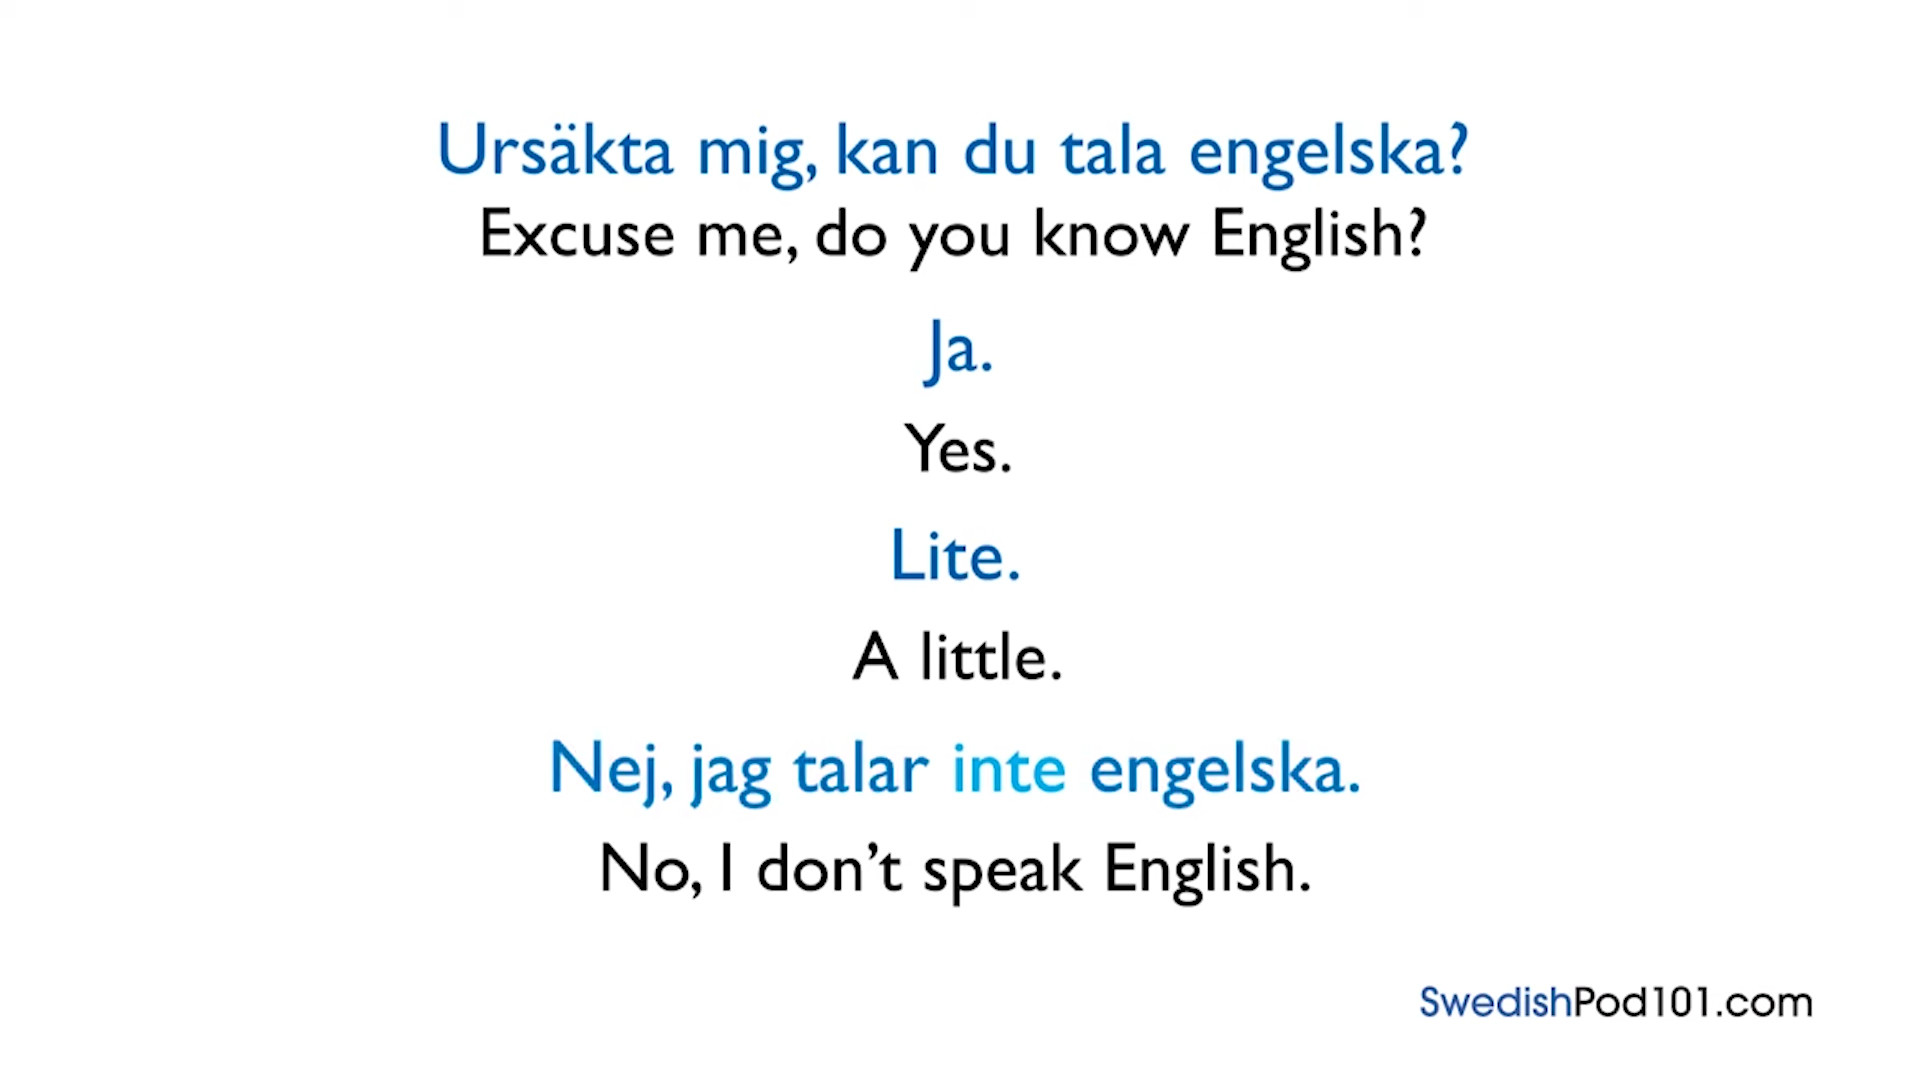 Ursäkta mig, kan du tala engelska?
Excuse me, do you know English?
Ja.
Yes.
Lite.
A little.
Nej, jag talar inte engelska.
No, I don’t speak English.
SwedishPod101.com